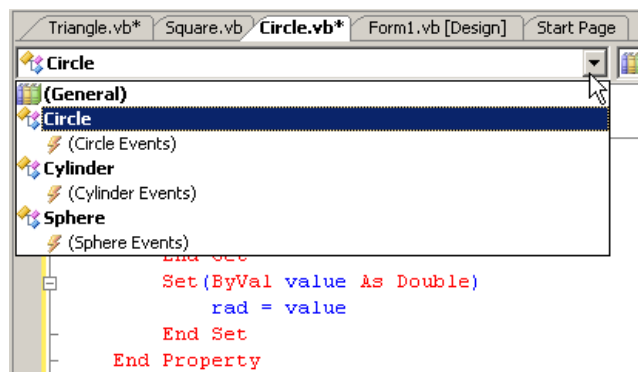 Triangle.vb* Square.vb Circle.vb* Form1.vb [Design] Start Page
Circle
(General)
Circle
(Circle Events)
Cylinder
(Cylinder Events)
Sphere
(Sphere Events)
End Get
Set(ByVal value As Double)
rad = value
End Set
End Property